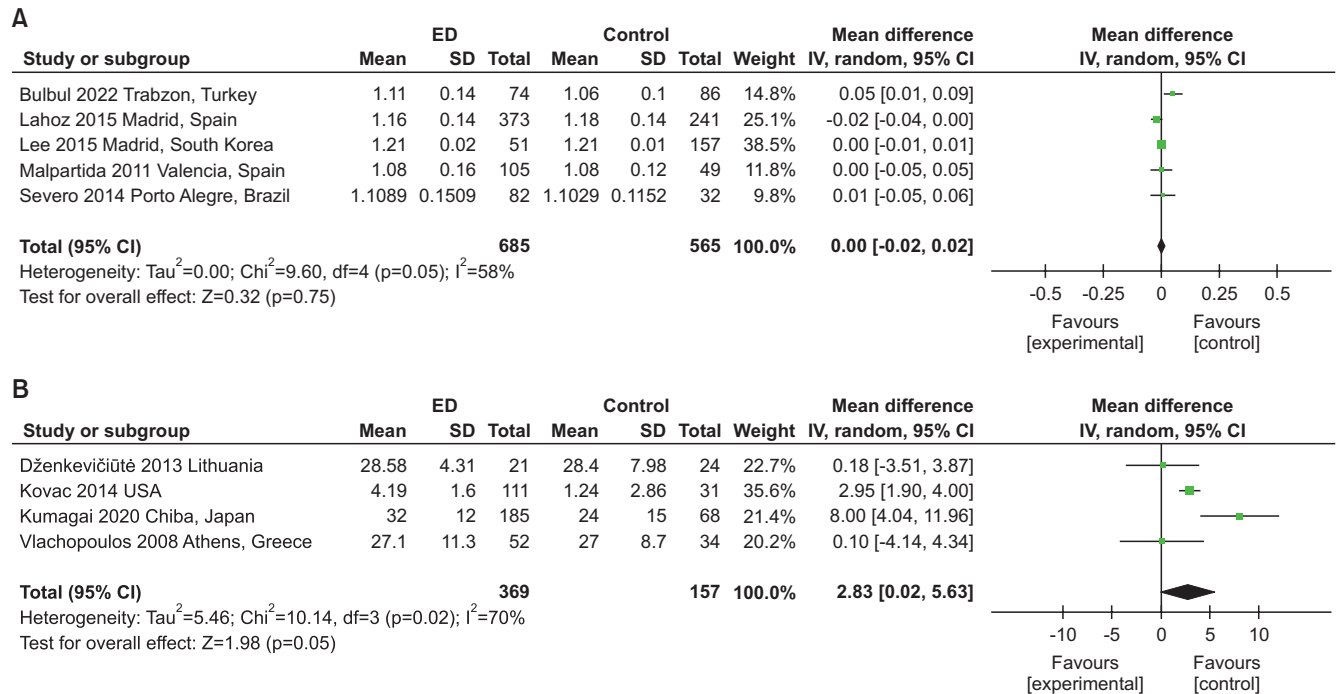 A
ED Control Mean difference Mean difference
Study or subgroup Mean SD Total Mean SD Total Weight IV, random, 95% CI IV, random, 95% CI
Bulbul 2022 Trabzon, Turkey 1.11 0.14 74 1.06 0.1 86 14.8% 0.05 [0.01, 0.09]
Lahoz 2015 Madrid, Spain 1.16 0.14 373 1.18 0.14 241 25.1% -0.02 [-0.04, 0.00]
Lee 2015 Madrid, South Korea 1.21 0.02 51 1.21 0.01 157 38.5% 0.00 [-0.01, 0.01]
Malpartida 2011 Valencia, Spain 1.08 0.16 105 1.08 0.12 49 11.8% 0.00 [-0.05, 0.05]
Severo 2014 Porto Alegre, Brazil 1.1089 0.1509 82 1.1029 0.1152 32 9.8% 0.01 [-0.05, 0.06]
Total (95% CI) 685 565 100.0% 0.00 [-0.02, 0.02]
Heterogeneity: Tau²=0.00; Chi²=9.60, df=4 (p=0.05); I²=58%
Test for overall effect: Z=0.32 (p=0.75)
-0.5 -0.25 0 0.25 0.5
Favours Favours
[experimental] [control]
B
ED Control Mean difference Mean difference
Study or subgroup Mean SD Total Mean SD Total Weight IV, random, 95% CI IV, random, 95% CI
Dženkevičiūtė 2013 Lithuania 28.58 4.31 21 28.4 7.98 24 22.7% 0.18 [-3.51, 3.87]
Kovac 2014 USA 4.19 1.6 111 1.24 2.86 31 35.6% 2.95 [1.90, 4.00]
Kumagai 2020 Chiba, Japan 32 12 185 24 15 68 21.4% 8.00 [4.04, 11.96]
Vlachopoulos 2008 Athens, Greece 27.1 11.3 52 27 8.7 34 20.2% 0.10 [-4.14, 4.34]
Total (95% CI) 369 157 100.0% 2.83 [0.02, 5.63]
Heterogeneity: Tau²=5.46; Chi²=10.14, df=3 (p=0.02); I²=70%
Test for overall effect: Z=1.98 (p=0.05)
-10 -5 0 5 10
Favours Favours
[experimental] [control]